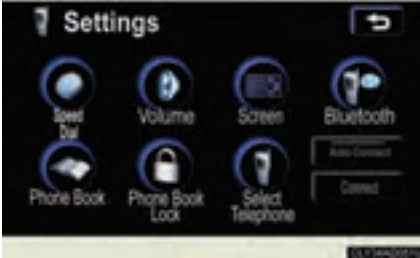 Settings
Speed
Dial
Volume
Screen
Bluetooth
Phone Book
Phone Book
Lock
Select
Telephone
Auto Connect
Connect